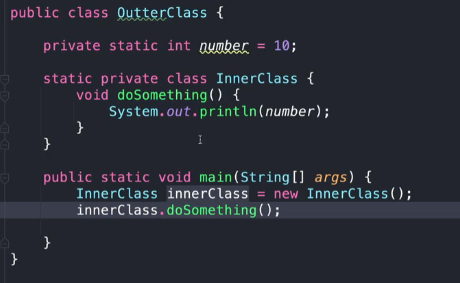 public class OutterClass {
private static int number = 10;
static private class InnerClass {
void doSomething() {
System.out.println(number);
}
}
public static void main(String[] args) {
InnerClass innerClass = new InnerClass();
innerClass.doSomething();
}
}